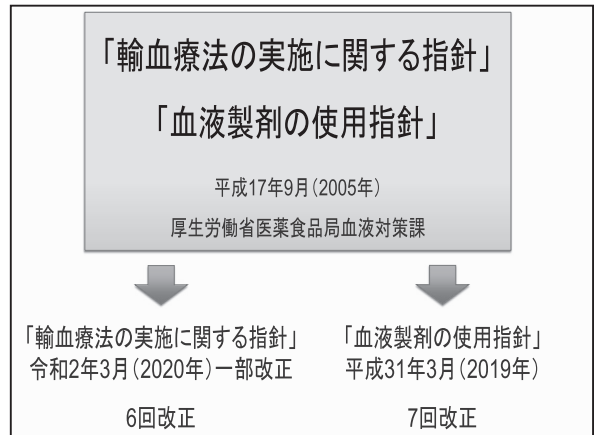 「輸血療法の実施に関する指針」
「血液製剤の使用指針」
平成17年9月(2005年)
厚生労働省医薬食品局血液対策課
「輸血療法の実施に関する指針」
令和2年3月(2020年)一部改正
6回改正
「血液製剤の使用指針」
平成31年3月(2019年)
7回改正